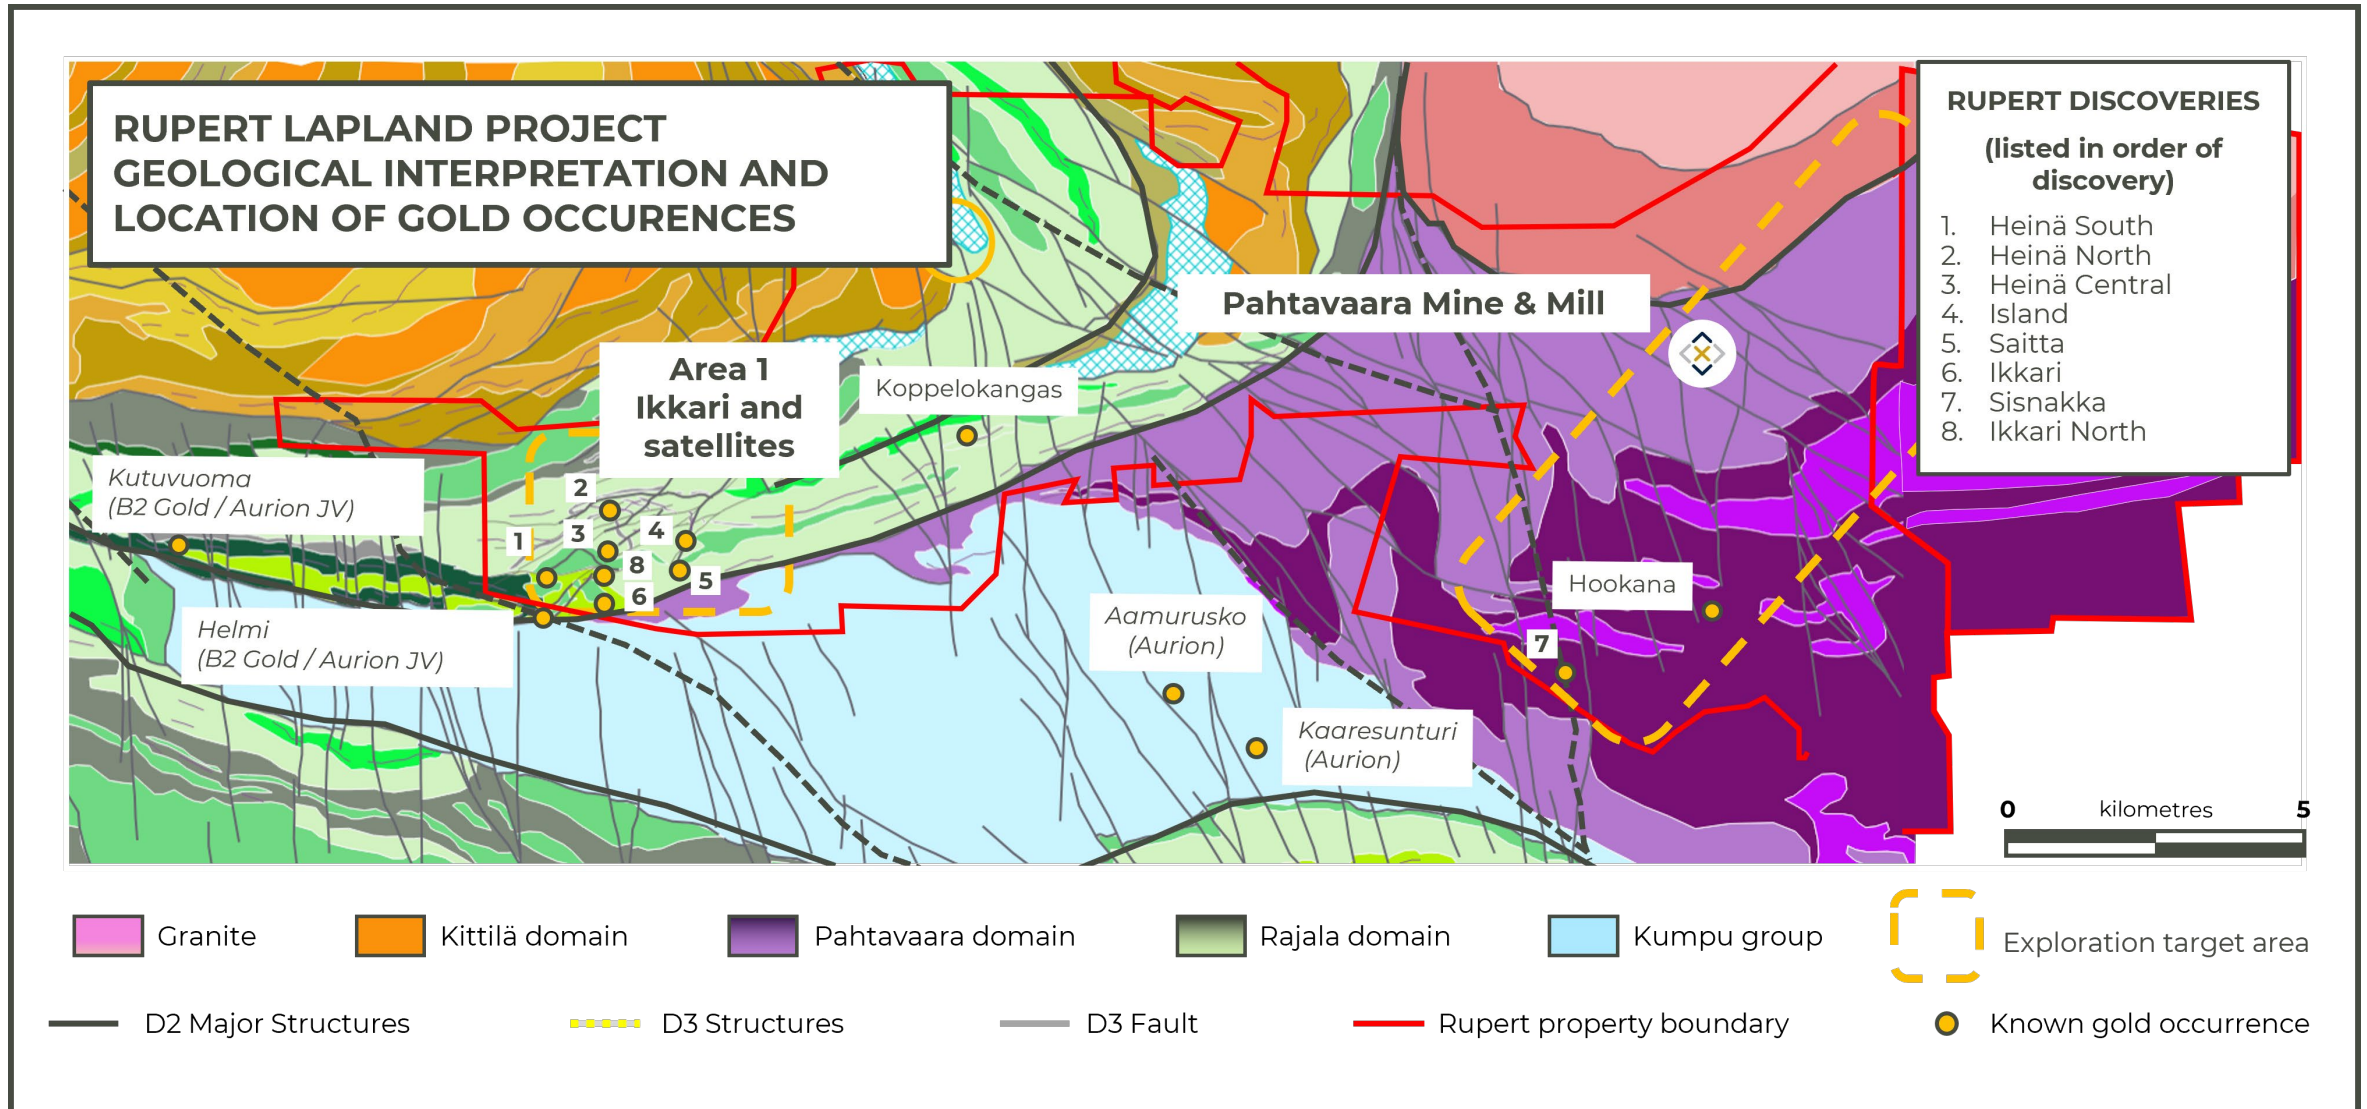 RUPERT LAPLAND PROJECT
GEOLOGICAL INTERPRETATION AND
LOCATION OF GOLD OCCURENCES
RUPERT DISCOVERIES
(listed in order of
discovery)
1. Heinä South
2. Heinä North
3. Heinä Central
4. Island
5. Saitta
6. Ikkari
7. Sisnakka
8. Ikkari North
Pahtavaara Mine & Mill
Area 1
Ikkari and
satellites
Koppelokangas
Kutuvuoma
(B2 Gold / Aurion JV)
2
1
3
4
8
5
6
Helmi
(B2 Gold / Aurion JV)
Aamurusko
(Aurion)
Hookana
7
Kaaresunturi
(Aurion)
0 kilometres 5
Granite
Kittilä domain
Pahtavaara domain
Rajala domain
Kumpu group
Exploration target area
D2 Major Structures
D3 Structures
D3 Fault
Rupert property boundary
Known gold occurrence